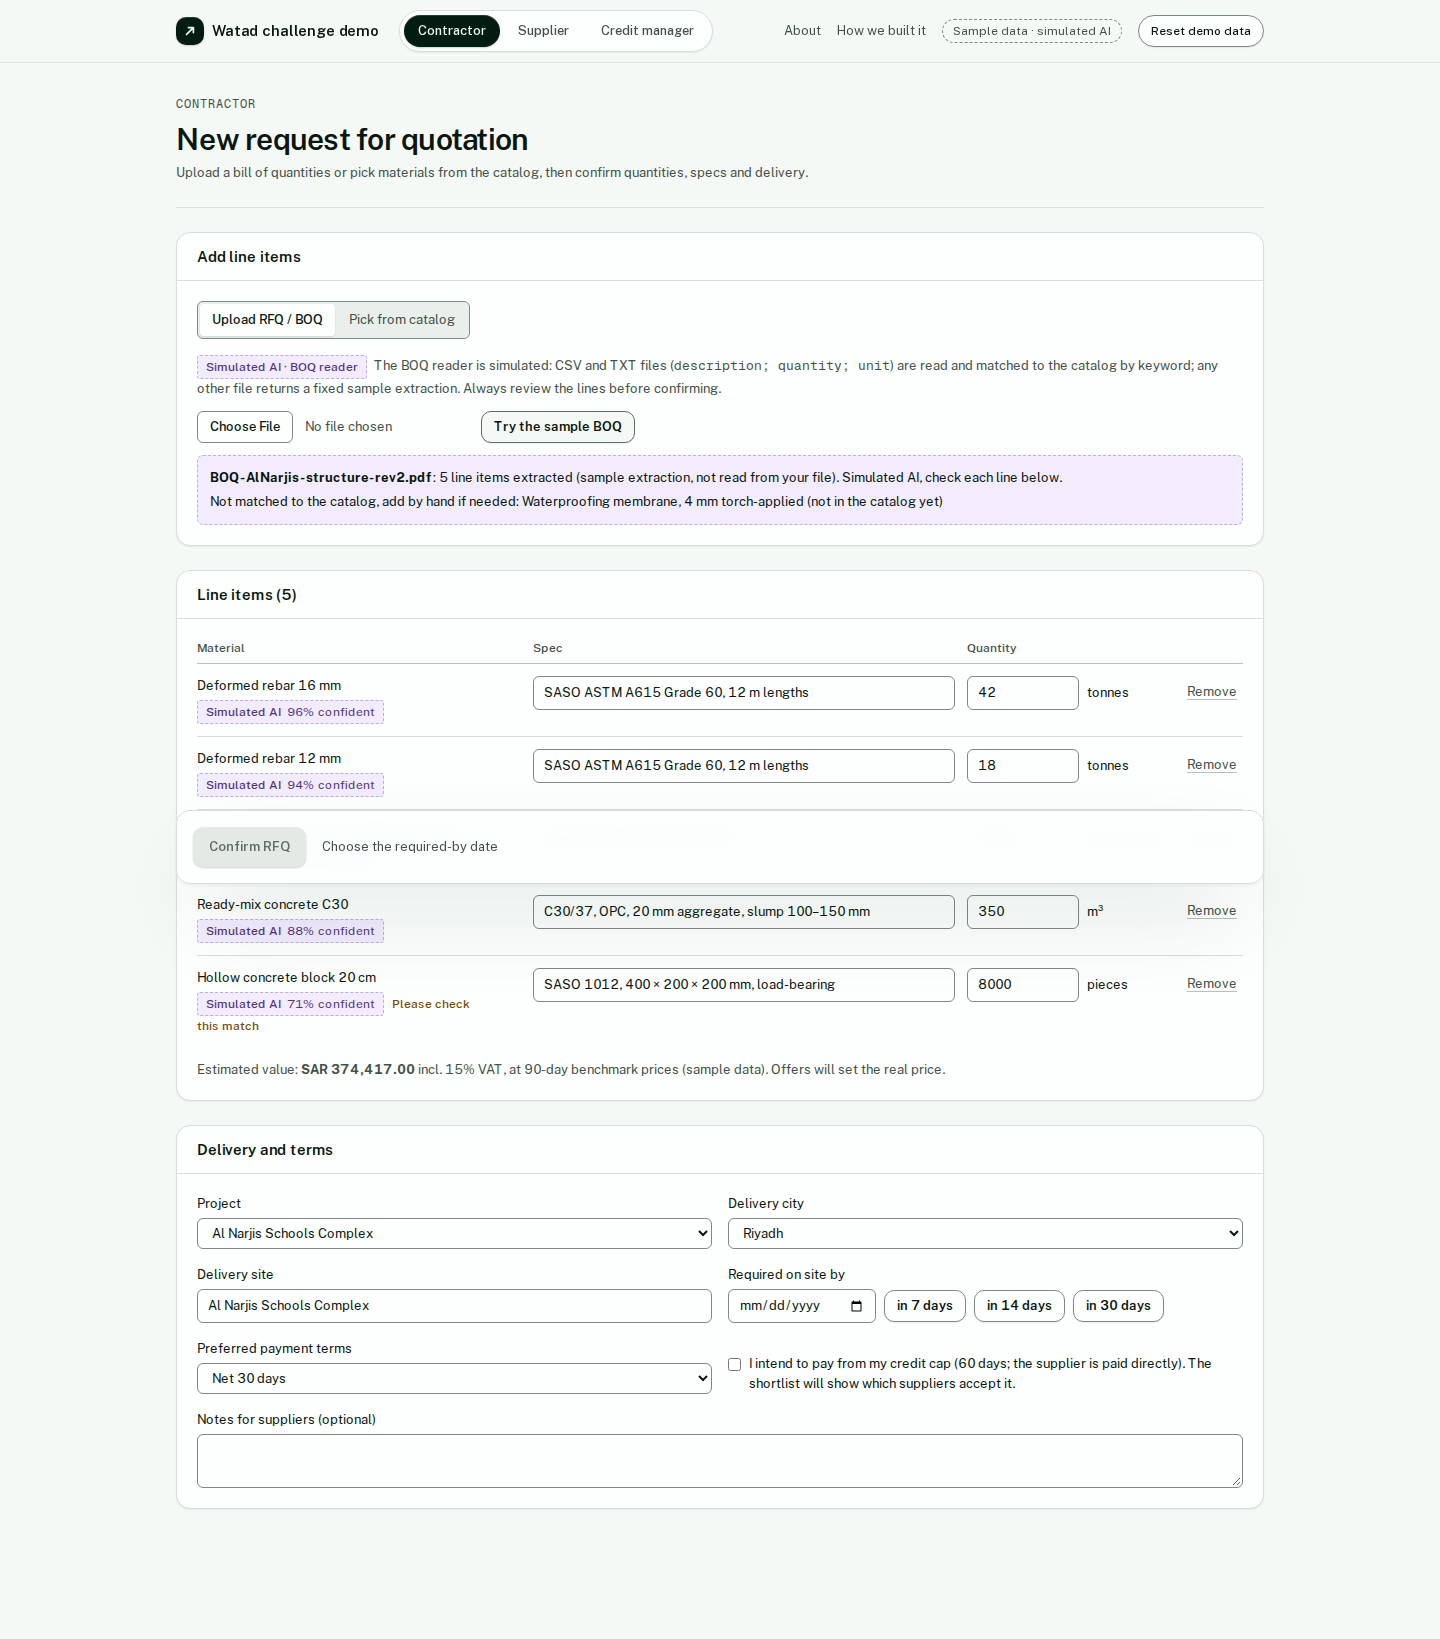 Watad challenge demo
Contractor
Supplier
Credit manager
About
How we built it
Sample data · simulated AI
Reset demo data
CONTRACTOR
New request for quotation
Upload a bill of quantities or pick materials from the catalog, then confirm quantities, specs and delivery.
Add line items
Upload RFQ / BOQ
Pick from catalog
Simulated AI · BOQ reader The BOQ reader is simulated: CSV and TXT files (description; quantity; unit) are read and matched to the catalog by keyword; any
other file returns a fixed sample extraction. Always review the lines before confirming.
Choose File
No file chosen
Try the sample BOQ
BOQ-AlNarjis-structure-rev2.pdf: 5 line items extracted (sample extraction, not read from your file). Simulated AI, check each line below.
Not matched to the catalog, add by hand if needed: Waterproofing membrane, 4 mm torch-applied (not in the catalog yet)
Line items (5)
Material
Spec
Quantity
Deformed rebar 16 mm
Simulated AI 96% confident
SASO ASTM A615 Grade 60, 12 m lengths
42
tonnes
Remove
Deformed rebar 12 mm
Simulated AI 94% confident
SASO ASTM A615 Grade 60, 12 m lengths
18
tonnes
Remove
Confirm RFQ
Choose the required-by date
Ready-mix concrete C30
Simulated AI 88% confident
C30/37, OPC, 20 mm aggregate, slump 100–150 mm
350
m³
Remove
Hollow concrete block 20 cm
Simulated AI 71% confident Please check
this match
SASO 1012, 400 × 200 × 200 mm, load-bearing
8000
pieces
Remove
Estimated value: SAR 374,417.00 incl. 15% VAT, at 90-day benchmark prices (sample data). Offers will set the real price.
Delivery and terms
Project
Al Narjis Schools Complex
Delivery city
Riyadh
Delivery site
Al Narjis Schools Complex
Required on site by
mm/dd/yyyy
in 7 days
in 14 days
in 30 days
Preferred payment terms
Net 30 days
I intend to pay from my credit cap (60 days; the supplier is paid directly). The
shortlist will show which suppliers accept it.
Notes for suppliers (optional)